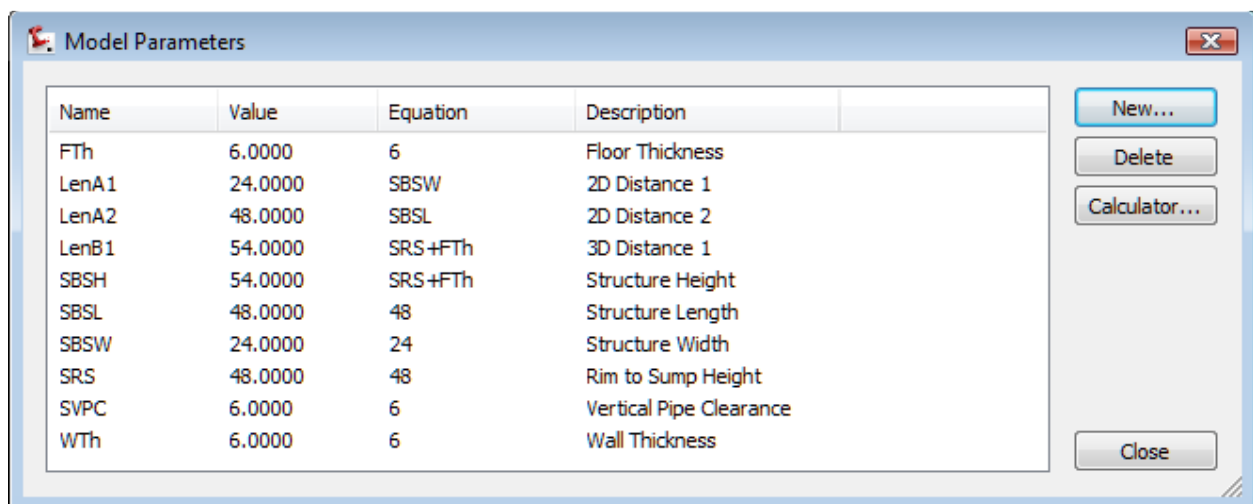 Model Parameters
Name Value Equation Description
FTh 6.0000 6 Floor Thickness
LenA1 24.0000 SBSW 2D Distance 1
LenA2 48.0000 SBSL 2D Distance 2
LenB1 54.0000 SRS+FTh 3D Distance 1
SBSH 54.0000 SRS+FTh Structure Height
SBSL 48.0000 48 Structure Length
SBSW 24.0000 24 Structure Width
SRS 48.0000 48 Rim to Sump Height
SVPC 6.0000 6 Vertical Pipe Clearance
WTh 6.0000 6 Wall Thickness
New...
Delete
Calculator...
Close